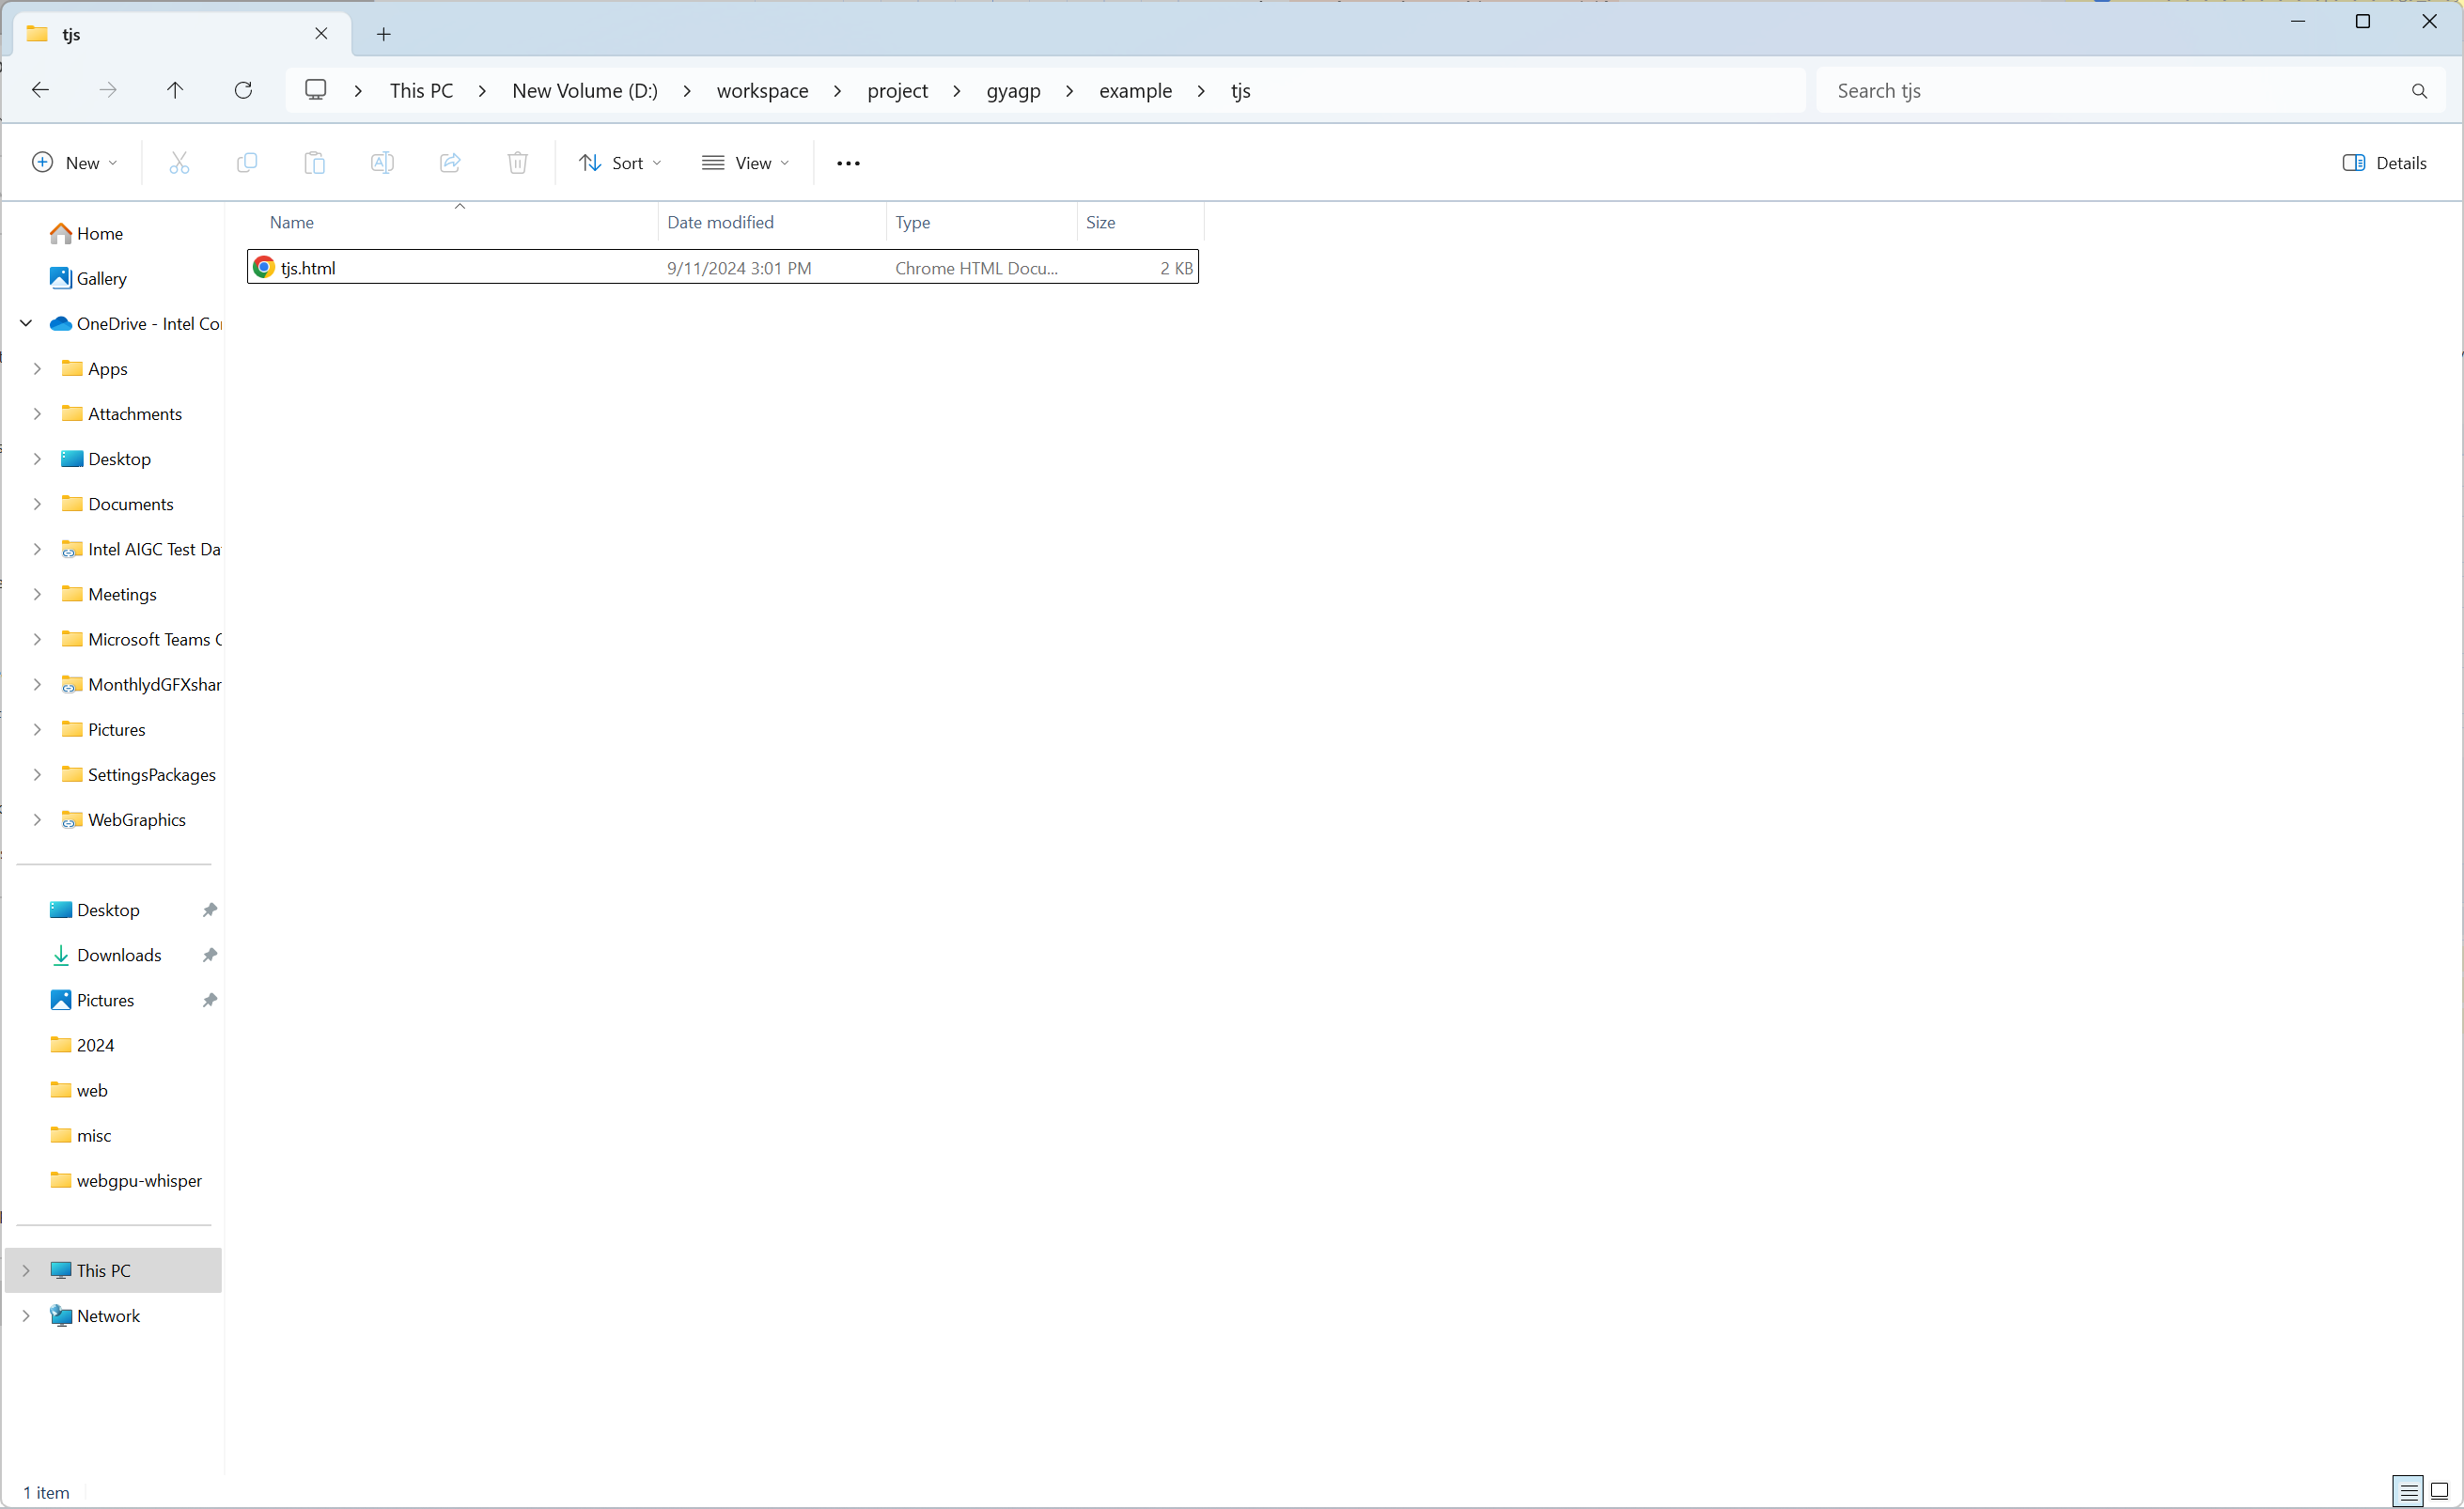 tjs
This PC > New Volume (D:) > workspace > project > gyagp > example > tjs
Search tjs
New
Sort
View
Details
Name
Date modified
Type
Size
tjs.html 9/11/2024 3:01 PM Chrome HTML Docu... 2 KB
Home
Gallery
OneDrive - Intel
Apps
Attachments
Desktop
Documents
Intel AIGC Test
Meetings
Microsoft Teams
MonthlydGFXshar
Pictures
SettingsPackages
WebGraphics
Desktop
Downloads
Pictures
2024
web
misc
webgpu-whisper
This PC
Network
1 item